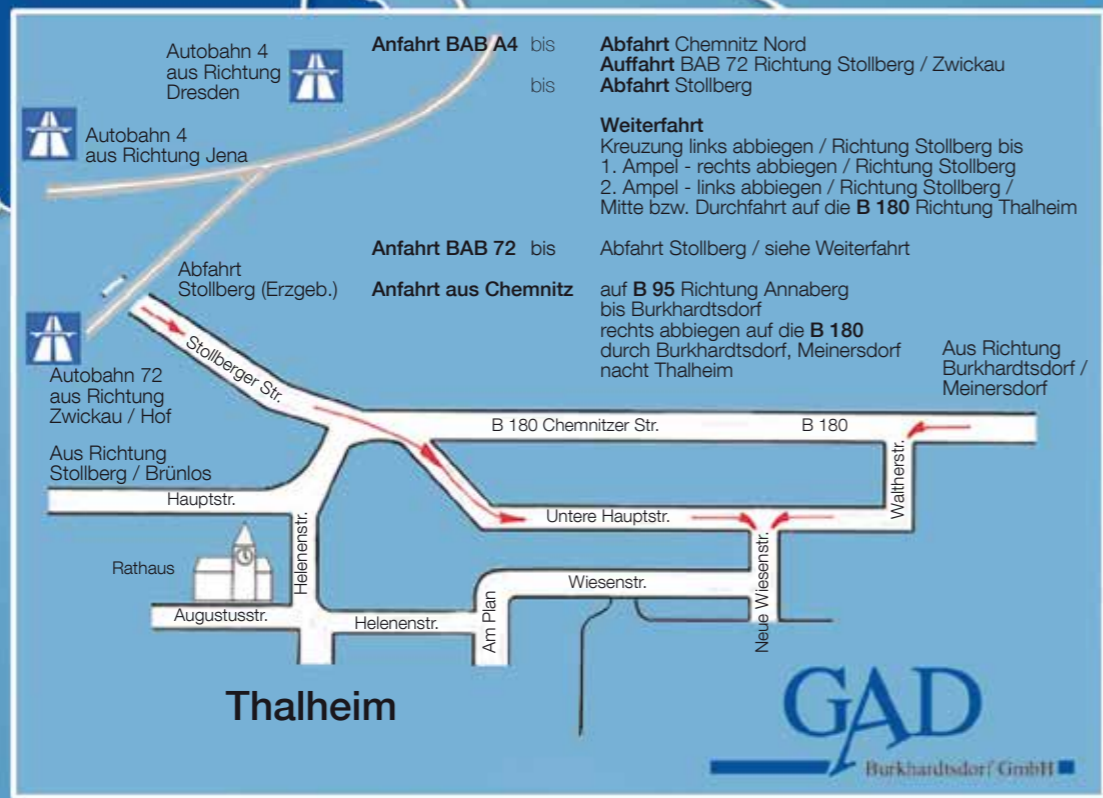 Autobahn 4
aus Richtung
Dresden
Autobahn 4
aus Richtung Jena
Anfahrt BAB A4 bis Abfahrt Chemnitz Nord
Auffahrt BAB 72 Richtung Stollberg / Zwickau
bis Abfahrt Stollberg
Weiterfahrt
Kreuzung links abbiegen / Richtung Stollberg bis
1. Ampel - rechts abbiegen / Richtung Stollberg
2. Ampel - links abbiegen / Richtung Stollberg /
Mitte bzw. Durchfahrt auf die B 180 Richtung Thalheim
Anfahrt BAB 72 bis Abfahrt Stollberg / siehe Weiterfahrt
Anfahrt aus Chemnitz auf B 95 Richtung Annaberg
bis Burkhardtsdorf
rechts abbiegen auf die B 180
durch Burkhardtsdorf, Meinersdorf
nacht Thalheim
Abfahrt
Stollberg (Erzgeb.)
Autobahn 72
aus Richtung
Zwickau / Hof
Stollberger Str.
Aus Richtung
Burkhardtsdorf /
Meinersdorf
B 180 Chemnitzer Str.
B 180
Aus Richtung
Stollberg / Brünlos
Hauptstr.
Waltherstr.
Untere Hauptstr.
Helenenstr.
Rathaus
Wiesenstr.
Neue Wiesenstr.
Augustusstr.
Helenenstr.
Am Plan
Thalheim
GAD
Burkhardtsdorf GmbH